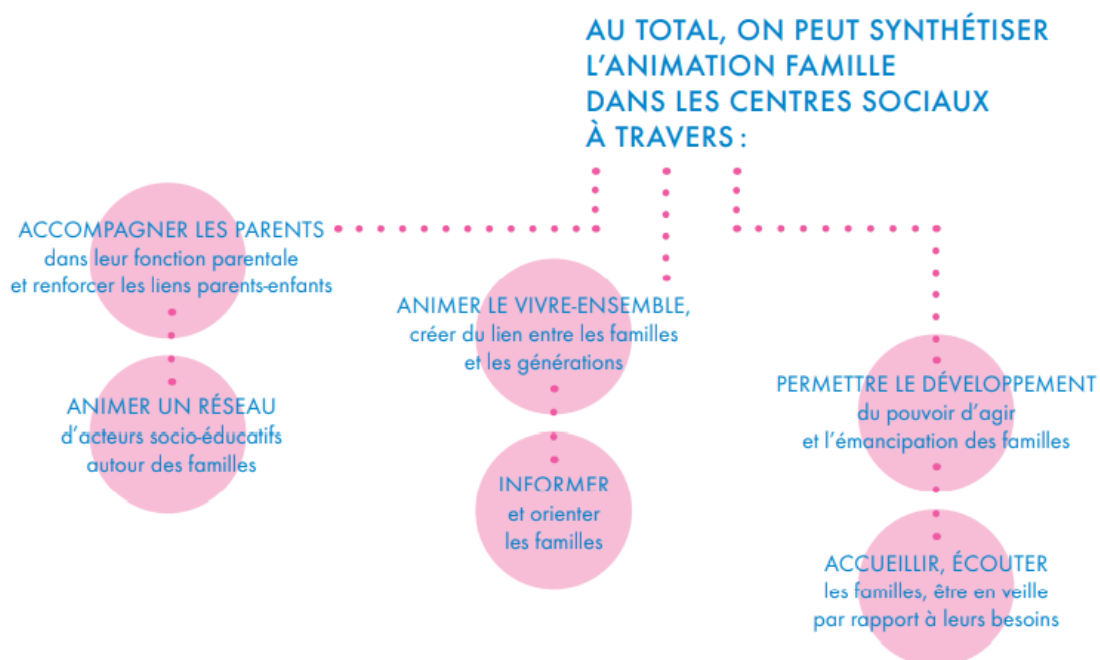 AU TOTAL, ON PEUT SYNTHÉTISER
L’ANIMATION FAMILLE
DANS LES CENTRES SOCIAUX
À TRAVERS :
ACCOMPAGNER LES PARENTS
dans leur fonction parentale
et renforcer les liens parents-enfants
ANIMER UN RÉSEAU
d’acteurs socio-éducatifs
autour des familles
ANIMER LE VIVRE-ENSEMBLE,
créer du lien entre les familles
et les générations
INFORMER
et orienter
les familles
PERMETTRE LE DÉVELOPPEMENT
du pouvoir d’agir
et l’émancipation des familles
ACCUEILLIR, ÉCOUTER
les familles, être en veille
par rapport à leurs besoins